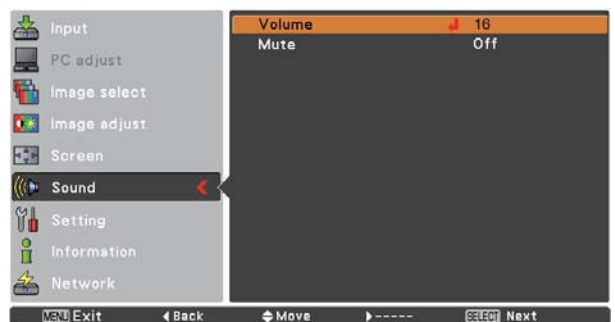 Input
PC adjust
Image select
Image adjust
Screen
Sound
Setting
Information
Network
Volume 16
Mute Off
MENU Exit Back Move ----- SELECT Next